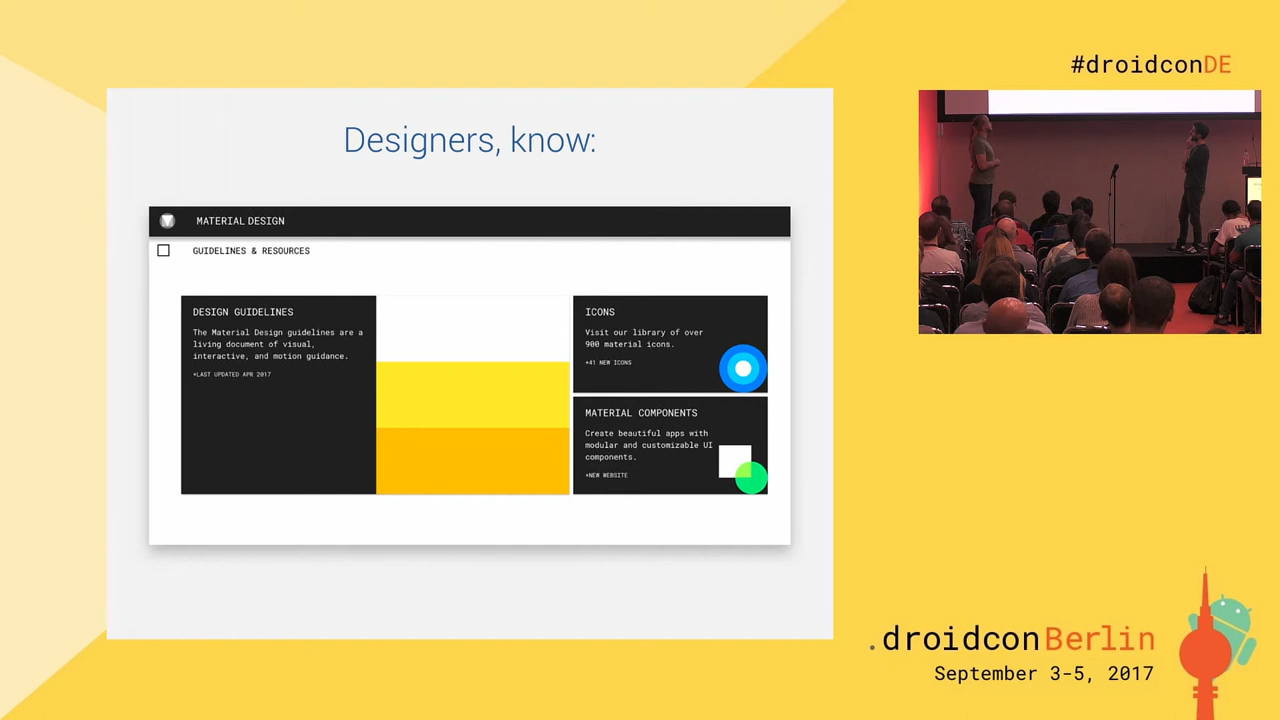 #droidconDE
Designers, know:
MATERIAL DESIGN
GUIDELINES & RESOURCES
DESIGN GUIDELINES
The Material Design guidelines are a
living document of visual,
interactive, and motion guidance.
+LAST UPDATED APR 2017
ICONS
Visit our library of over
900 material icons.
+41 NEW ICONS
MATERIAL COMPONENTS
Create beautiful apps with
modular and customizable UI
components.
+NEW WEBSITE
.droidconBerlin
September 3-5, 2017